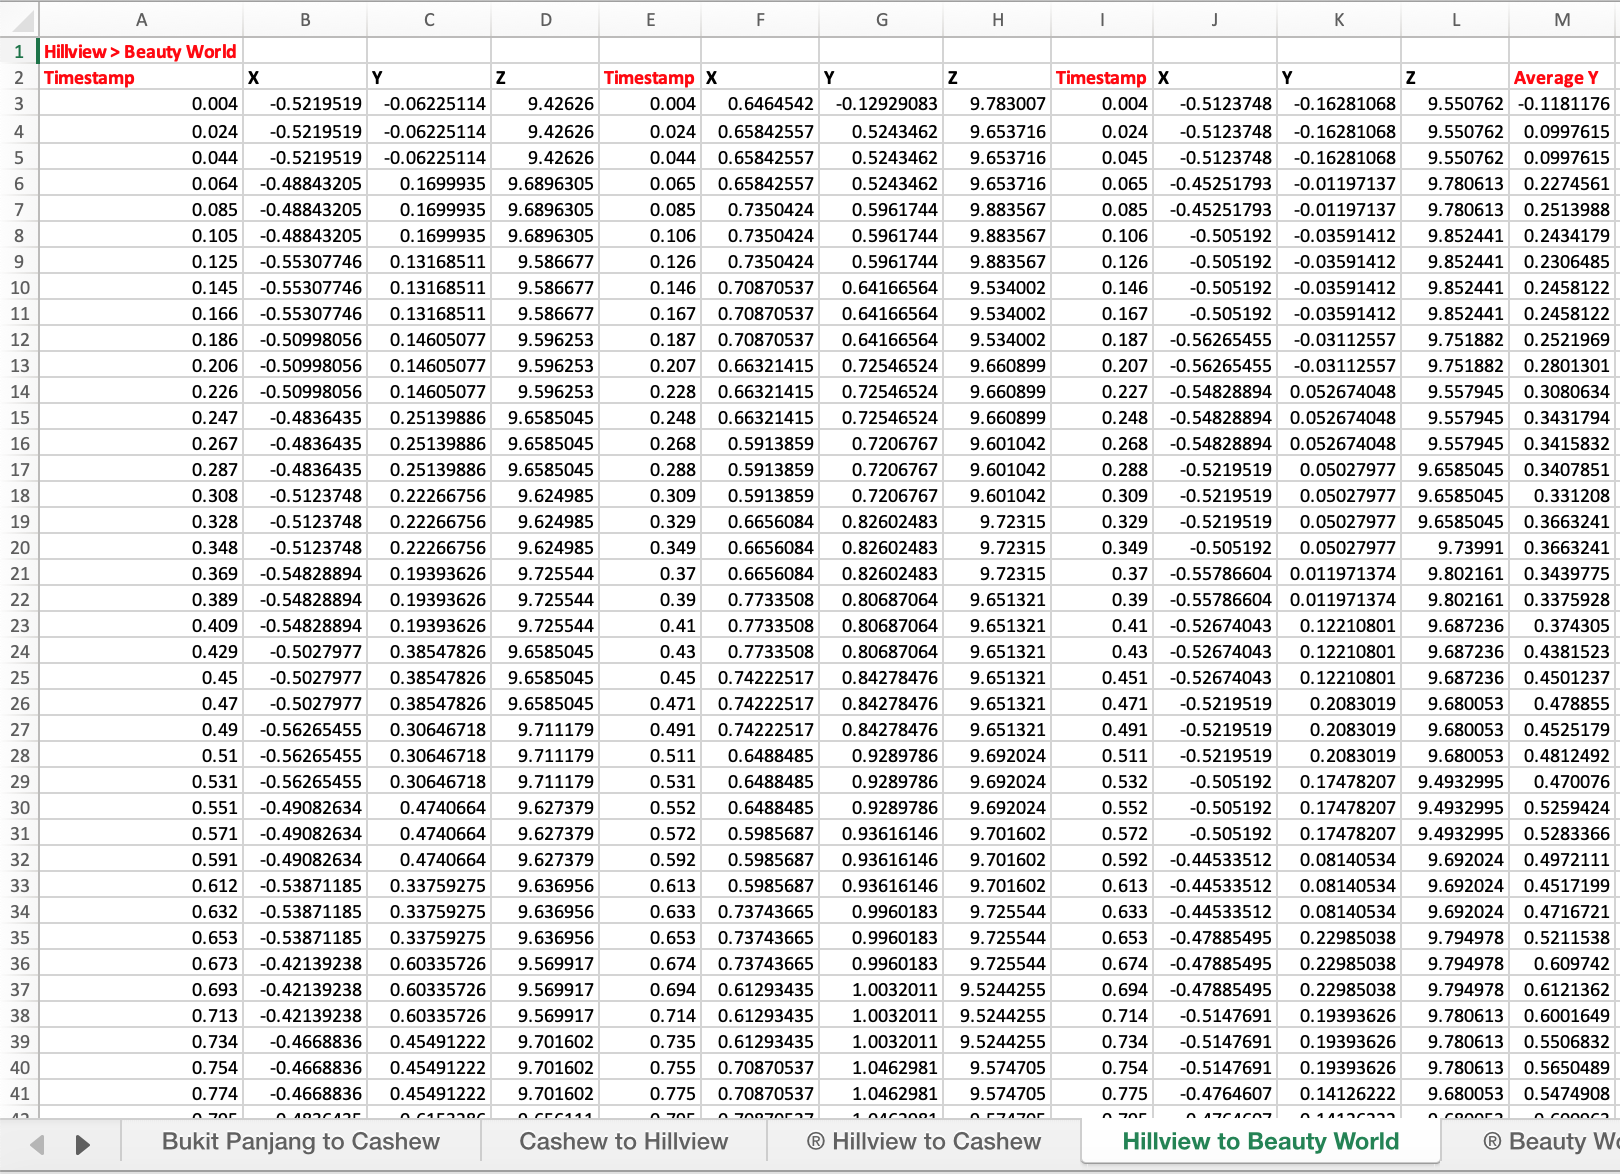 A B C D E F G H I J K L M
1 Hillview > Beauty World
2 Timestamp X Y Z Timestamp X Y Z Timestamp X Y Z Average Y
3 0.004 -0.5219519 -0.06225114 9.42626 0.004 0.6464542 -0.12929083 9.783007 0.004 -0.5123748 -0.16281068 9.550762 -0.1181176
4 0.024 -0.5219519 -0.06225114 9.42626 0.024 0.65842557 0.5243462 9.653716 0.024 -0.5123748 -0.16281068 9.550762 0.0997615
5 0.044 -0.5219519 -0.06225114 9.42626 0.044 0.65842557 0.5243462 9.653716 0.045 -0.5123748 -0.16281068 9.550762 0.0997615
6 0.064 -0.48843205 0.1699935 9.6896305 0.065 0.65842557 0.5243462 9.653716 0.065 -0.45251793 -0.01197137 9.780613 0.2274561
7 0.085 -0.48843205 0.1699935 9.6896305 0.085 0.7350424 0.5961744 9.883567 0.085 -0.45251793 -0.01197137 9.780613 0.2513988
8 0.105 -0.48843205 0.1699935 9.6896305 0.106 0.7350424 0.5961744 9.883567 0.106 -0.505192 -0.03591412 9.852441 0.2434179
9 0.125 -0.55307746 0.13168511 9.586677 0.126 0.7350424 0.5961744 9.883567 0.126 -0.505192 -0.03591412 9.852441 0.2306485
10 0.145 -0.55307746 0.13168511 9.586677 0.146 0.70870537 0.64166564 9.534002 0.146 -0.505192 -0.03591412 9.852441 0.2458122
11 0.166 -0.55307746 0.13168511 9.586677 0.167 0.70870537 0.64166564 9.534002 0.167 -0.505192 -0.03591412 9.852441 0.2458122
12 0.186 -0.50998056 0.14605077 9.596253 0.187 0.70870537 0.64166564 9.534002 0.187 -0.56265455 -0.03112557 9.751882 0.2521969
13 0.206 -0.50998056 0.14605077 9.596253 0.207 0.66321415 0.72546524 9.660899 0.207 -0.56265455 -0.03112557 9.751882 0.2801301
14 0.226 -0.50998056 0.14605077 9.596253 0.228 0.66321415 0.72546524 9.660899 0.227 -0.54828894 0.052674048 9.557945 0.3080634
15 0.247 -0.4836435 0.25139886 9.6585045 0.248 0.66321415 0.72546524 9.660899 0.248 -0.54828894 0.052674048 9.557945 0.3431794
16 0.267 -0.4836435 0.25139886 9.6585045 0.268 0.5913859 0.7206767 9.601042 0.268 -0.54828894 0.052674048 9.557945 0.3415832
17 0.287 -0.4836435 0.25139886 9.6585045 0.288 0.5913859 0.7206767 9.601042 0.288 -0.5219519 0.05027977 9.6585045 0.3407851
18 0.308 -0.5123748 0.22266756 9.624985 0.309 0.5913859 0.7206767 9.601042 0.309 -0.5219519 0.05027977 9.6585045 0.331208
19 0.328 -0.5123748 0.22266756 9.624985 0.329 0.6656084 0.82602483 9.72315 0.329 -0.5219519 0.05027977 9.6585045 0.3663241
20 0.348 -0.5123748 0.22266756 9.624985 0.349 0.6656084 0.82602483 9.72315 0.349 -0.505192 0.05027977 9.73991 0.3663241
21 0.369 -0.54828894 0.19393626 9.725544 0.37 0.6656084 0.82602483 9.72315 0.37 -0.55786604 0.011971374 9.802161 0.3439775
22 0.389 -0.54828894 0.19393626 9.725544 0.39 0.7733508 0.80687064 9.651321 0.39 -0.55786604 0.011971374 9.802161 0.3375928
23 0.409 -0.54828894 0.19393626 9.725544 0.41 0.7733508 0.80687064 9.651321 0.41 -0.52674043 0.12210801 9.687236 0.374305
24 0.429 -0.5027977 0.38547826 9.6585045 0.43 0.7733508 0.80687064 9.651321 0.43 -0.52674043 0.12210801 9.687236 0.4381523
25 0.45 -0.5027977 0.38547826 9.6585045 0.45 0.74222517 0.84278476 9.651321 0.451 -0.52674043 0.12210801 9.687236 0.4501237
26 0.47 -0.5027977 0.38547826 9.6585045 0.471 0.74222517 0.84278476 9.651321 0.471 -0.5219519 0.2083019 9.680053 0.478855
27 0.49 -0.56265455 0.30646718 9.711179 0.491 0.74222517 0.84278476 9.651321 0.491 -0.5219519 0.2083019 9.680053 0.4525179
28 0.51 -0.56265455 0.30646718 9.711179 0.511 0.6488485 0.9289786 9.692024 0.511 -0.5219519 0.2083019 9.680053 0.4812492
29 0.531 -0.56265455 0.30646718 9.711179 0.531 0.6488485 0.9289786 9.692024 0.532 -0.505192 0.17478207 9.4932995 0.470076
30 0.551 -0.49082634 0.4740664 9.627379 0.552 0.6488485 0.9289786 9.692024 0.552 -0.505192 0.17478207 9.4932995 0.5259424
31 0.571 -0.49082634 0.4740664 9.627379 0.572 0.5985687 0.93616146 9.701602 0.572 -0.505192 0.17478207 9.4932995 0.5283366
32 0.591 -0.49082634 0.4740664 9.627379 0.592 0.5985687 0.93616146 9.701602 0.592 -0.44533512 0.08140534 9.692024 0.4972111
33 0.612 -0.53871185 0.33759275 9.636956 0.613 0.5985687 0.93616146 9.701602 0.613 -0.44533512 0.08140534 9.692024 0.4517199
34 0.632 -0.53871185 0.33759275 9.636956 0.633 0.73743665 0.9960183 9.725544 0.633 -0.44533512 0.08140534 9.692024 0.4716721
35 0.653 -0.53871185 0.33759275 9.636956 0.653 0.73743665 0.9960183 9.725544 0.653 -0.47885495 0.22985038 9.794978 0.5211538
36 0.673 -0.42139238 0.60335726 9.569917 0.674 0.73743665 0.9960183 9.725544 0.674 -0.47885495 0.22985038 9.794978 0.609742
37 0.693 -0.42139238 0.60335726 9.569917 0.694 0.61293435 1.0032011 9.5244255 0.694 -0.47885495 0.22985038 9.794978 0.6121362
38 0.713 -0.42139238 0.60335726 9.569917 0.714 0.61293435 1.0032011 9.5244255 0.714 -0.5147691 0.19393626 9.780613 0.6001649
39 0.734 -0.4668836 0.45491222 9.701602 0.735 0.61293435 1.0032011 9.5244255 0.734 -0.5147691 0.19393626 9.780613 0.5506832
40 0.754 -0.4668836 0.45491222 9.701602 0.755 0.70870537 1.0462981 9.574705 0.754 -0.5147691 0.19393626 9.780613 0.5650489
41 0.774 -0.4668836 0.45491222 9.701602 0.775 0.70870537 1.0462981 9.574705 0.775 -0.4764607 0.14126222 9.680053 0.5474908
Bukit Panjang to Cashew Cashew to Hillview ® Hillview to Cashew Hillview to Beauty World ® Beauty